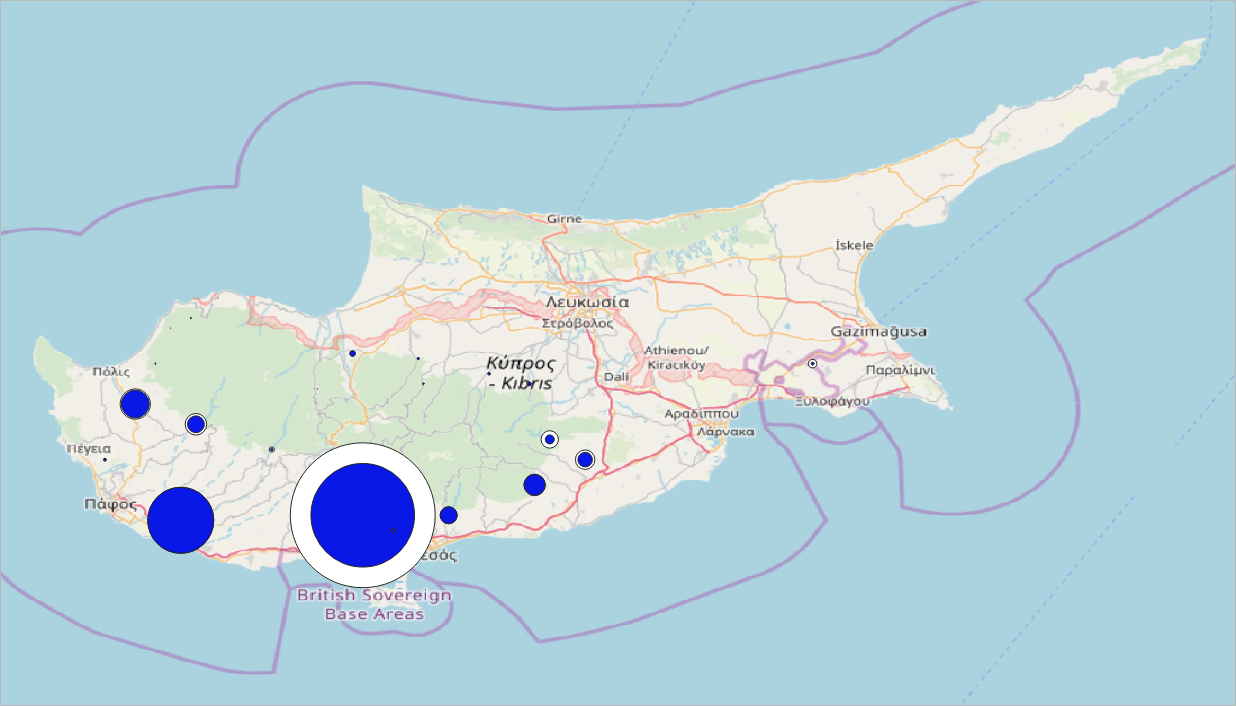 Girne
İskele
Λευκωσία
Στρόβολος
Gazimağusa
Athienou/
Kiracıköy
Κύπρος
- Kıbrıs
Dali
Παραλίμνι
Πόλις
Ξυλοφάγου
Αραδίππου
Λάρνακα
Πέγεια
Πάφος
εσός
British Sovereign
Base Areas